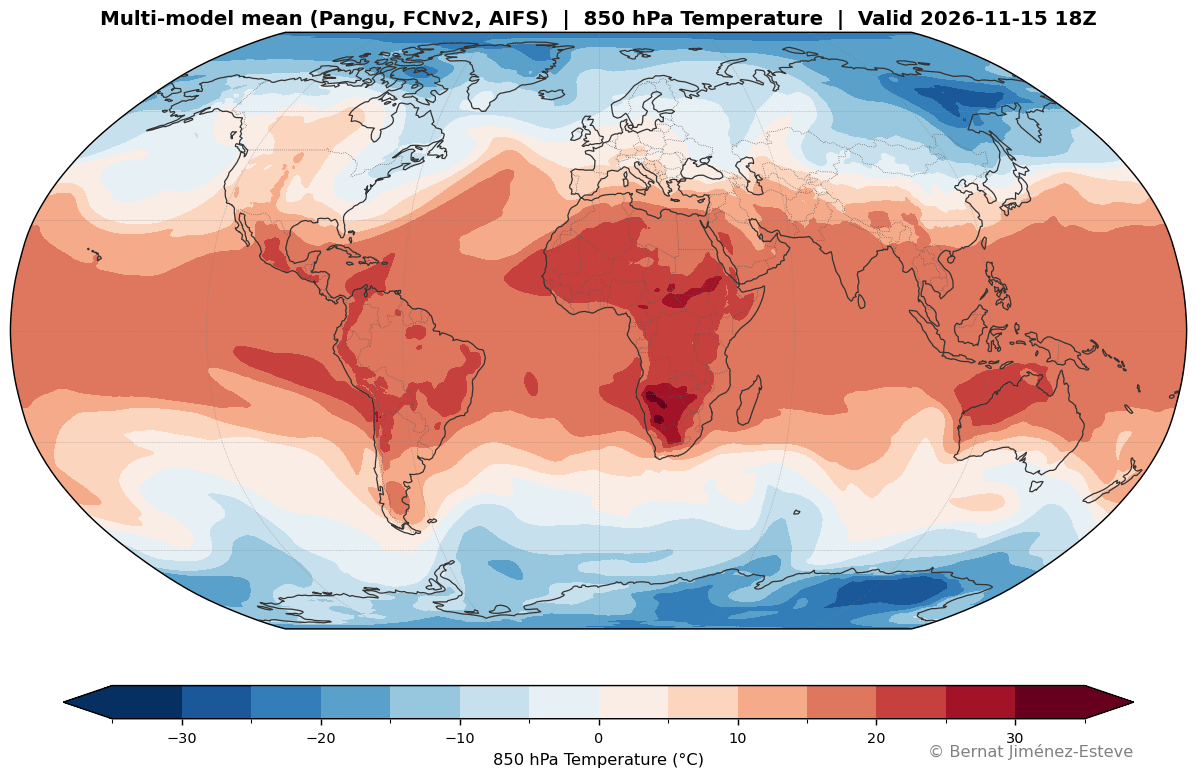 Multi-model mean (Pangu, FCNv2, AIFS)  |  850 hPa Temperature  |  Valid 2026-11-15 18Z
−30 −20 −10 0 10 20 30
850 hPa Temperature (°C)
© Bernat Jiménez-Esteve